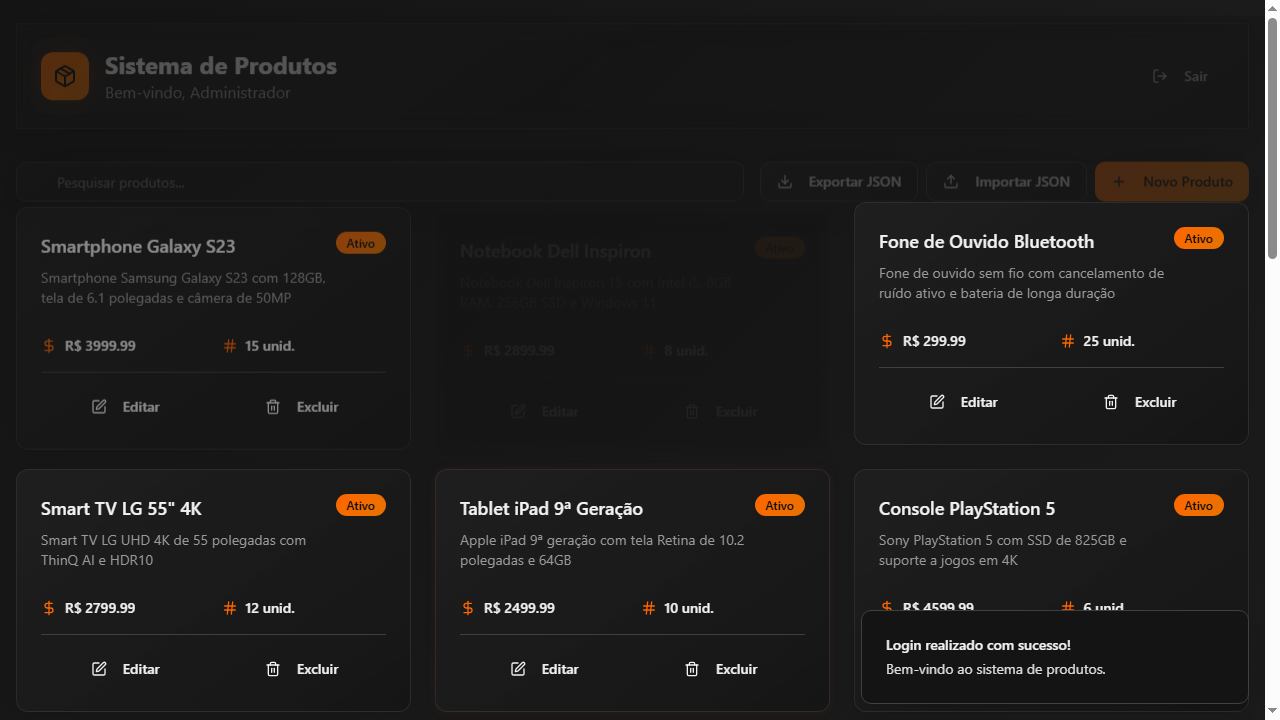 Sistema de Produtos
Bem-vindo, Administrador
Sair
Pesquisar produtos...
Exportar JSON
Importar JSON
Novo Produto
Smartphone Galaxy S23
Ativo
Smartphone Samsung Galaxy S23 com 128GB,
tela de 6.1 polegadas e câmera de 50MP
R$ 3999.99
15 unid.
Editar
Excluir
Notebook Dell Inspiron
Ativo
Notebook Dell Inspiron 15 com Intel i5, 8GB
RAM, 256GB SSD e Windows 11
R$ 2899.99
8 unid.
Editar
Excluir
Fone de Ouvido Bluetooth
Ativo
Fone de ouvido sem fio com cancelamento de
ruído ativo e bateria de longa duração
R$ 299.99
25 unid.
Editar
Excluir
Smart TV LG 55" 4K
Ativo
Smart TV LG UHD 4K de 55 polegadas com
ThinQ AI e HDR10
R$ 2799.99
12 unid.
Editar
Excluir
Tablet iPad 9ª Geração
Ativo
Apple iPad 9ª geração com tela Retina de 10.2
polegadas e 64GB
R$ 2499.99
10 unid.
Editar
Excluir
Console PlayStation 5
Ativo
Sony PlayStation 5 com SSD de 825GB e
suporte a jogos em 4K
R$ 4599.99
6 unid.
Login realizado com sucesso!
Bem-vindo ao sistema de produtos.